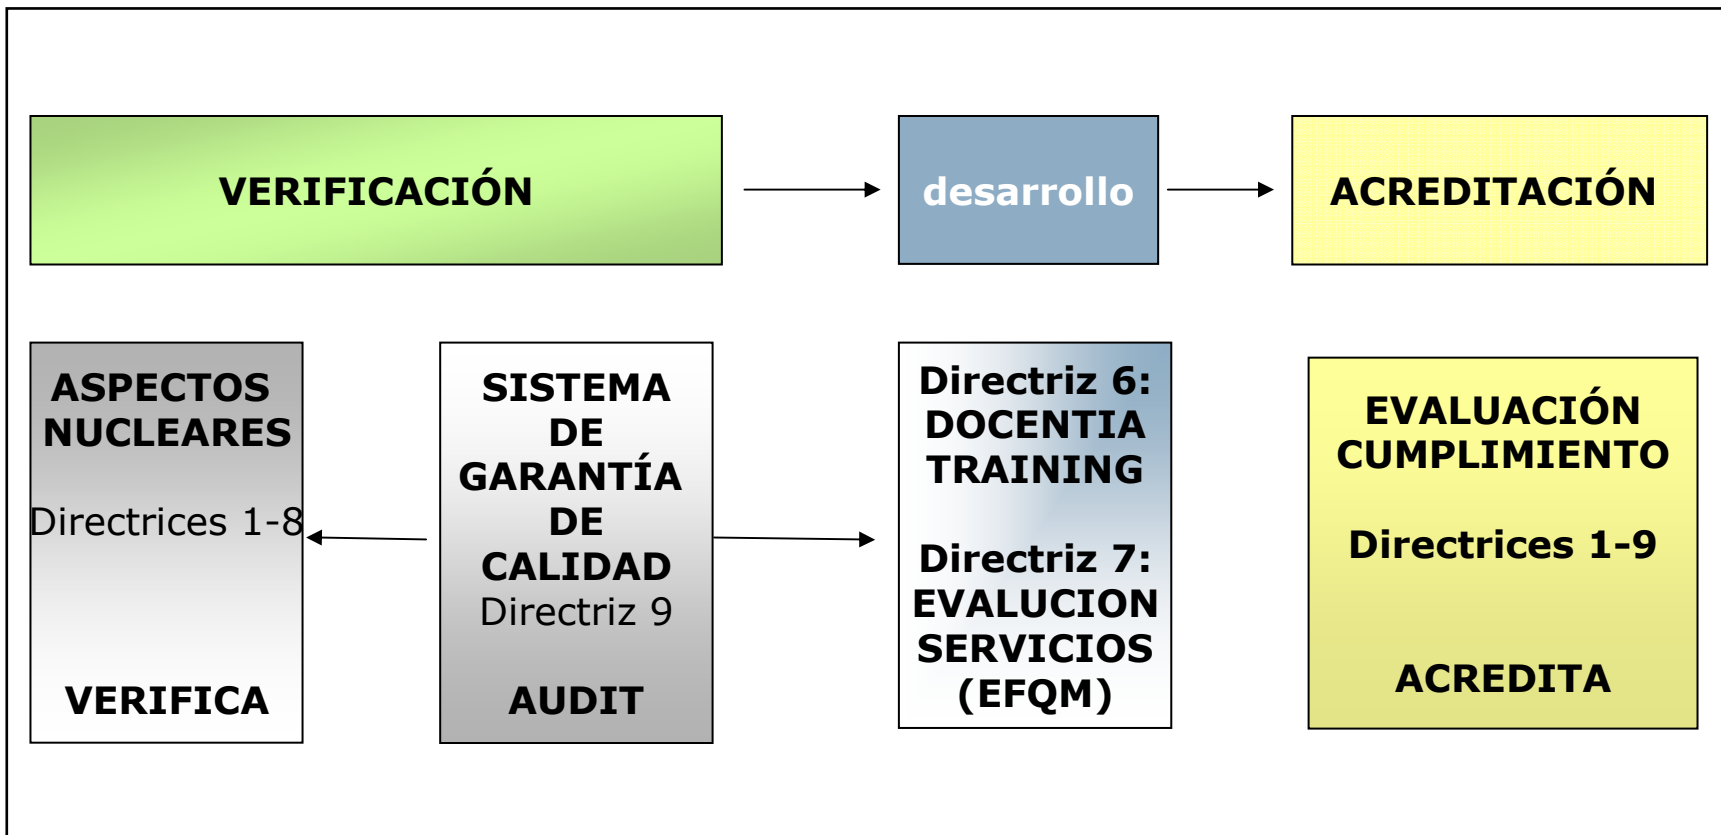 VERIFICACIÓN
desarrollo
ACREDITACIÓN
ASPECTOS
NUCLEARES
Directrices 1-8
VERIFICA
SISTEMA
DE
GARANTÍA
DE
CALIDAD
Directriz 9
AUDIT
Directriz 6:
DOCENTIA
TRAINING
Directriz 7:
EVALUCION
SERVICIOS
(EFQM)
EVALUACIÓN
CUMPLIMIENTO
Directrices 1-9
ACREDITA